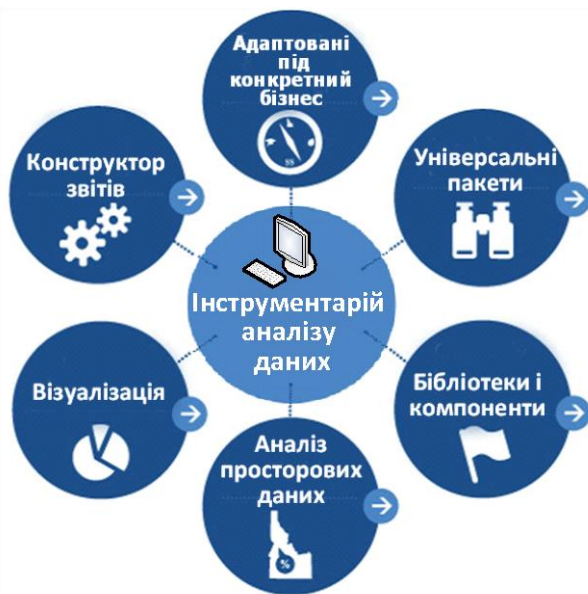 Адаптовані
під
конкретний
бізнес
Універсальні
пакети
Бібліотеки і
компоненти
Аналіз
просторових
даних
%
Візуалізація
Конструктор
звітів
Інструментарій
аналізу
даних